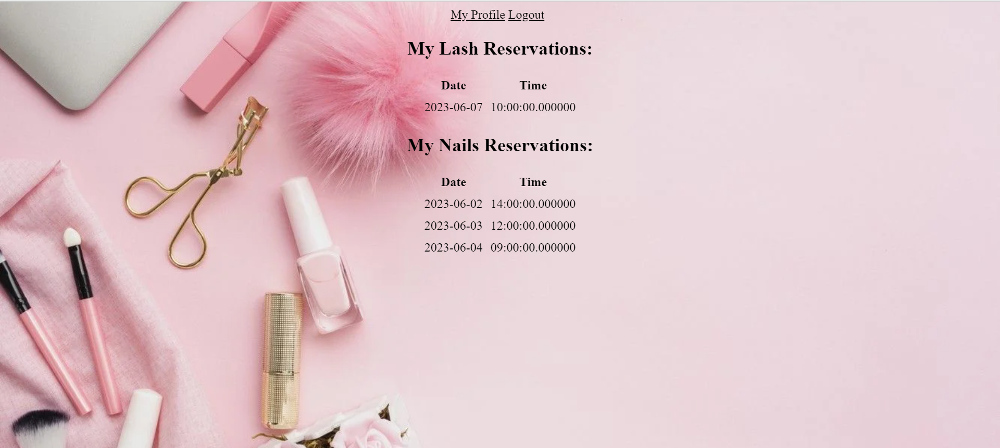 My Profile Logout
My Lash Reservations:
Date Time
2023-06-07 10:00:00.000000
My Nails Reservations:
Date Time
2023-06-02 14:00:00.000000
2023-06-03 12:00:00.000000
2023-06-04 09:00:00.000000